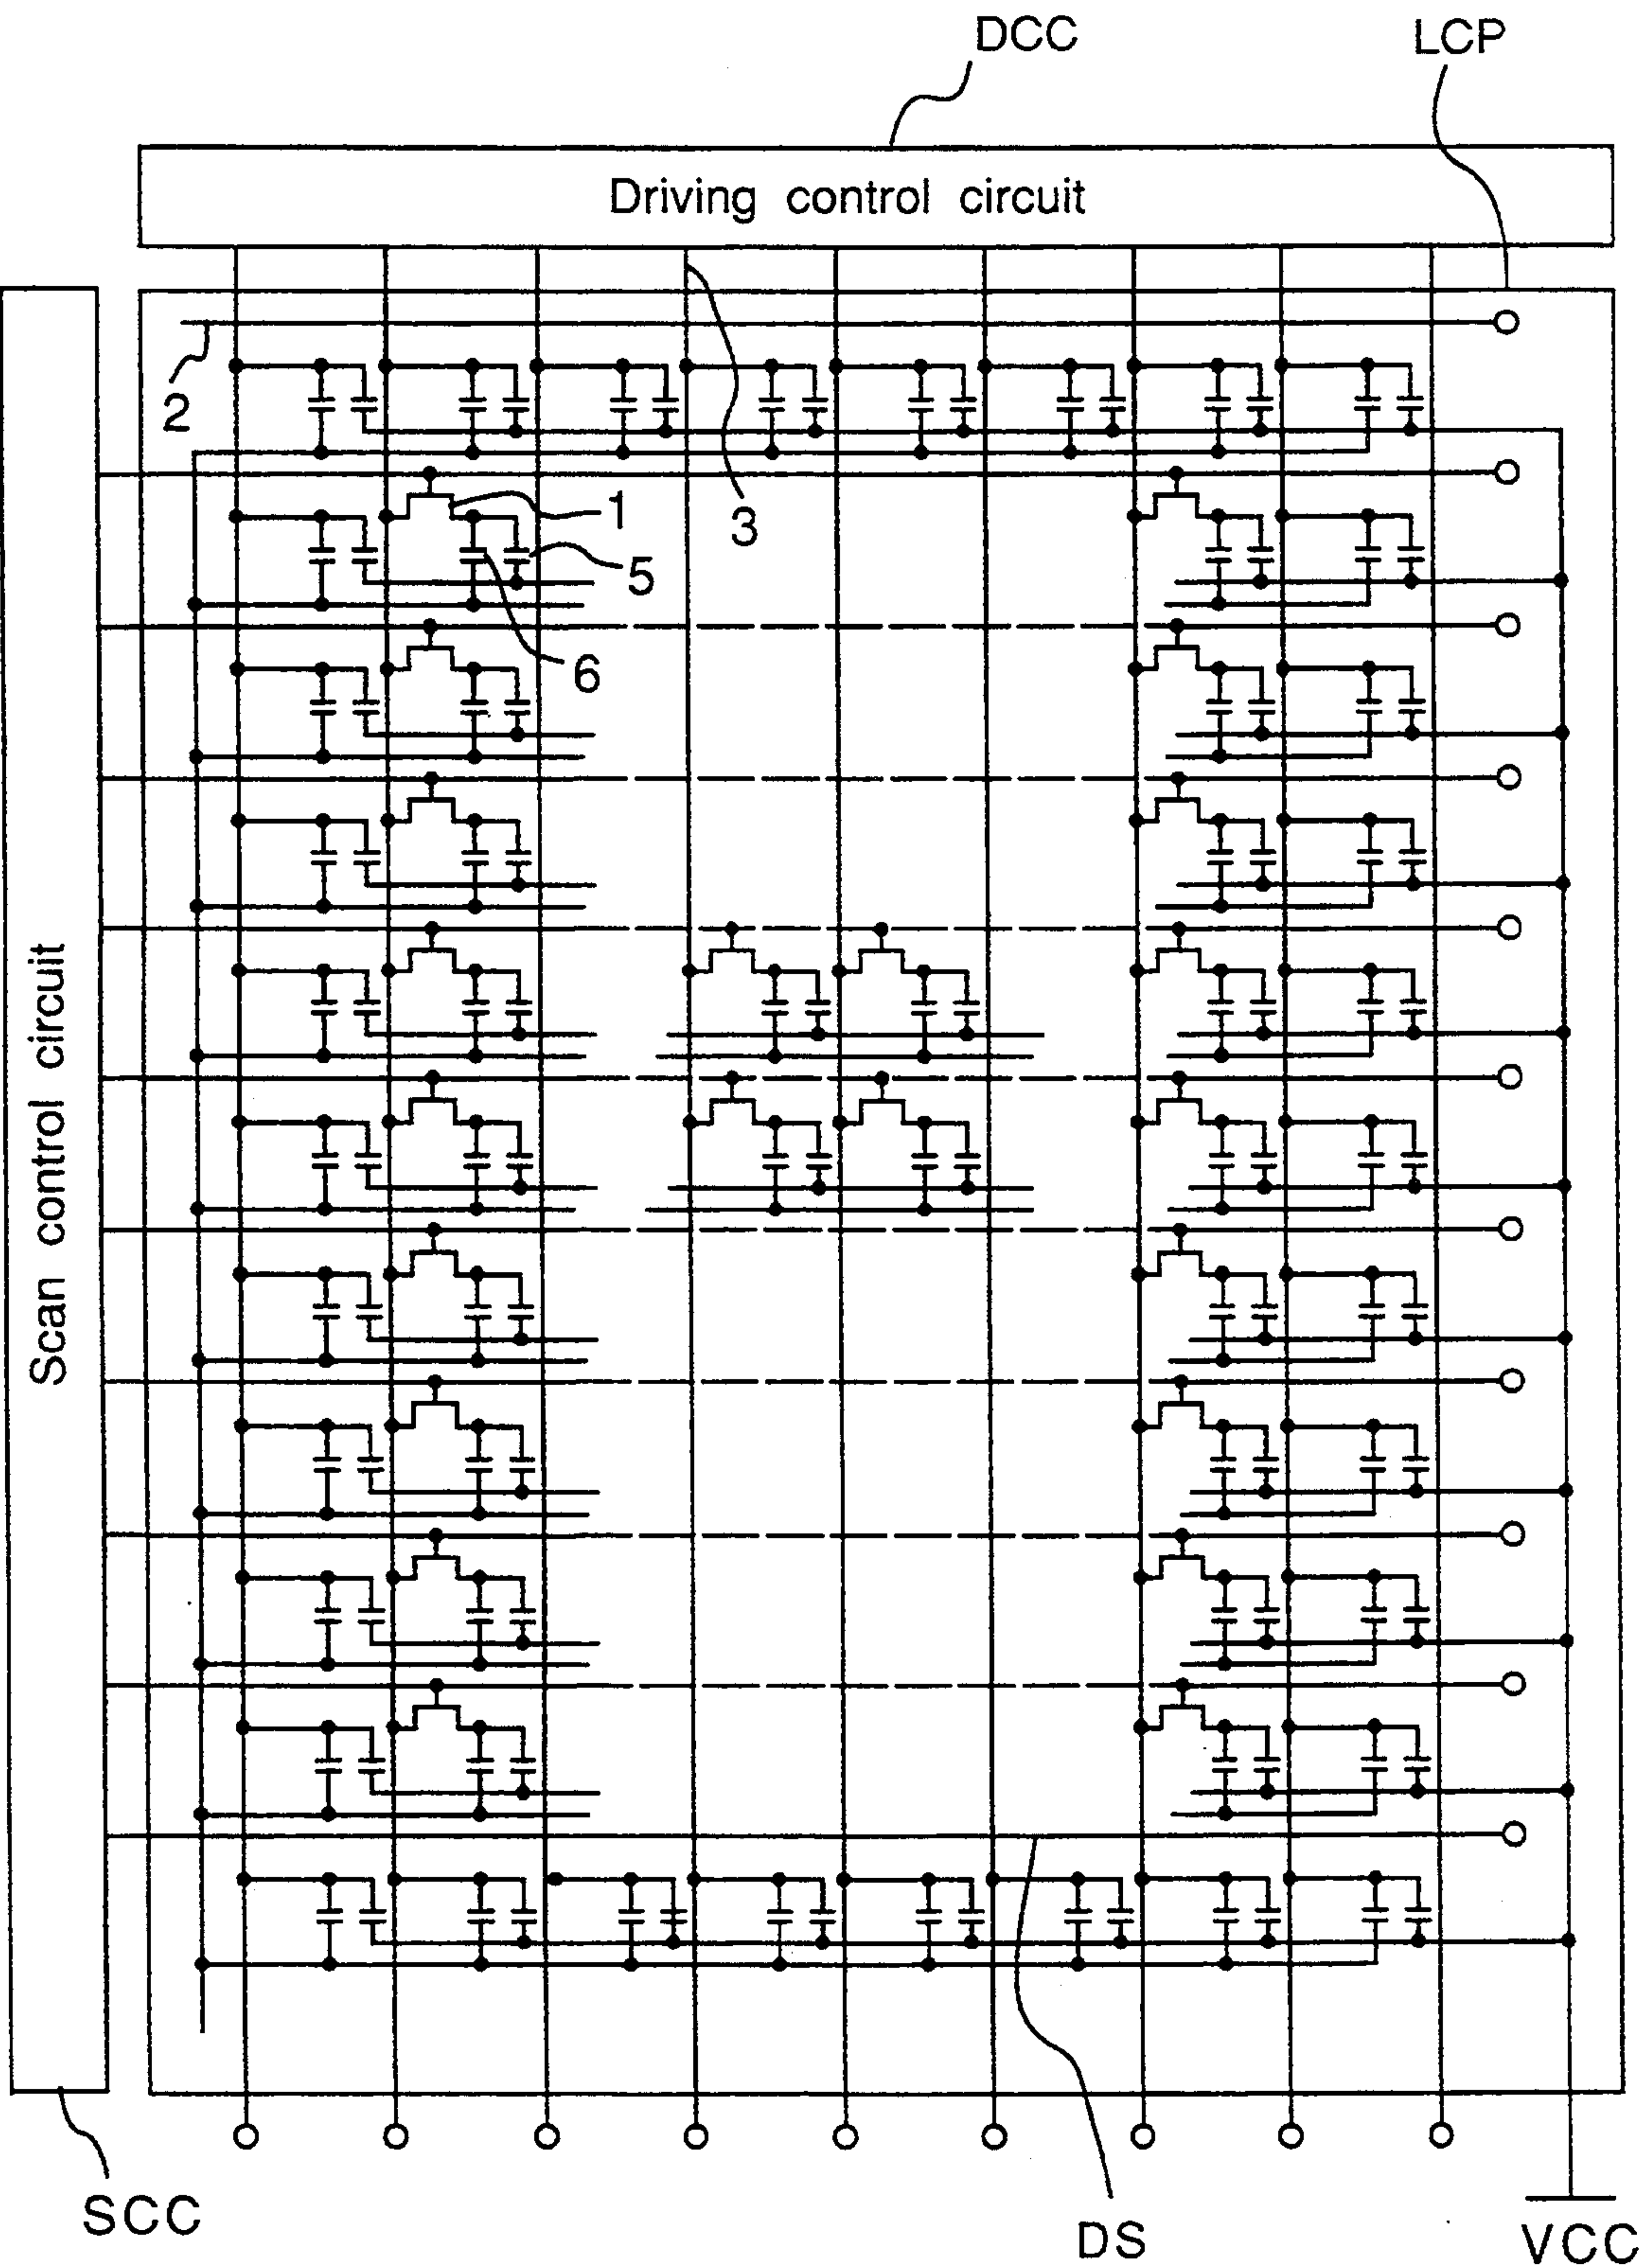 DCC
LCP
Driving control circuit
2
3
1
5
6
Scan control circuit
SCC
DS
VCC